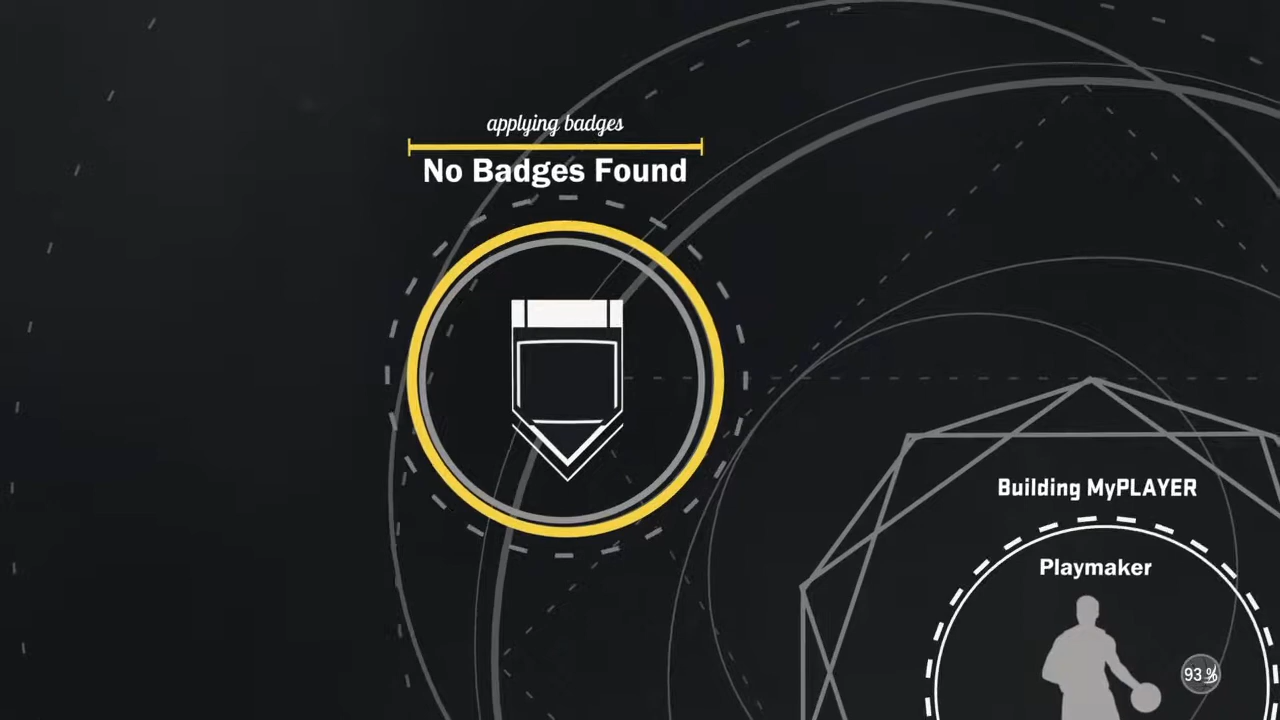 applying badges
No Badges Found
Building MyPLAYER
Playmaker
93 %